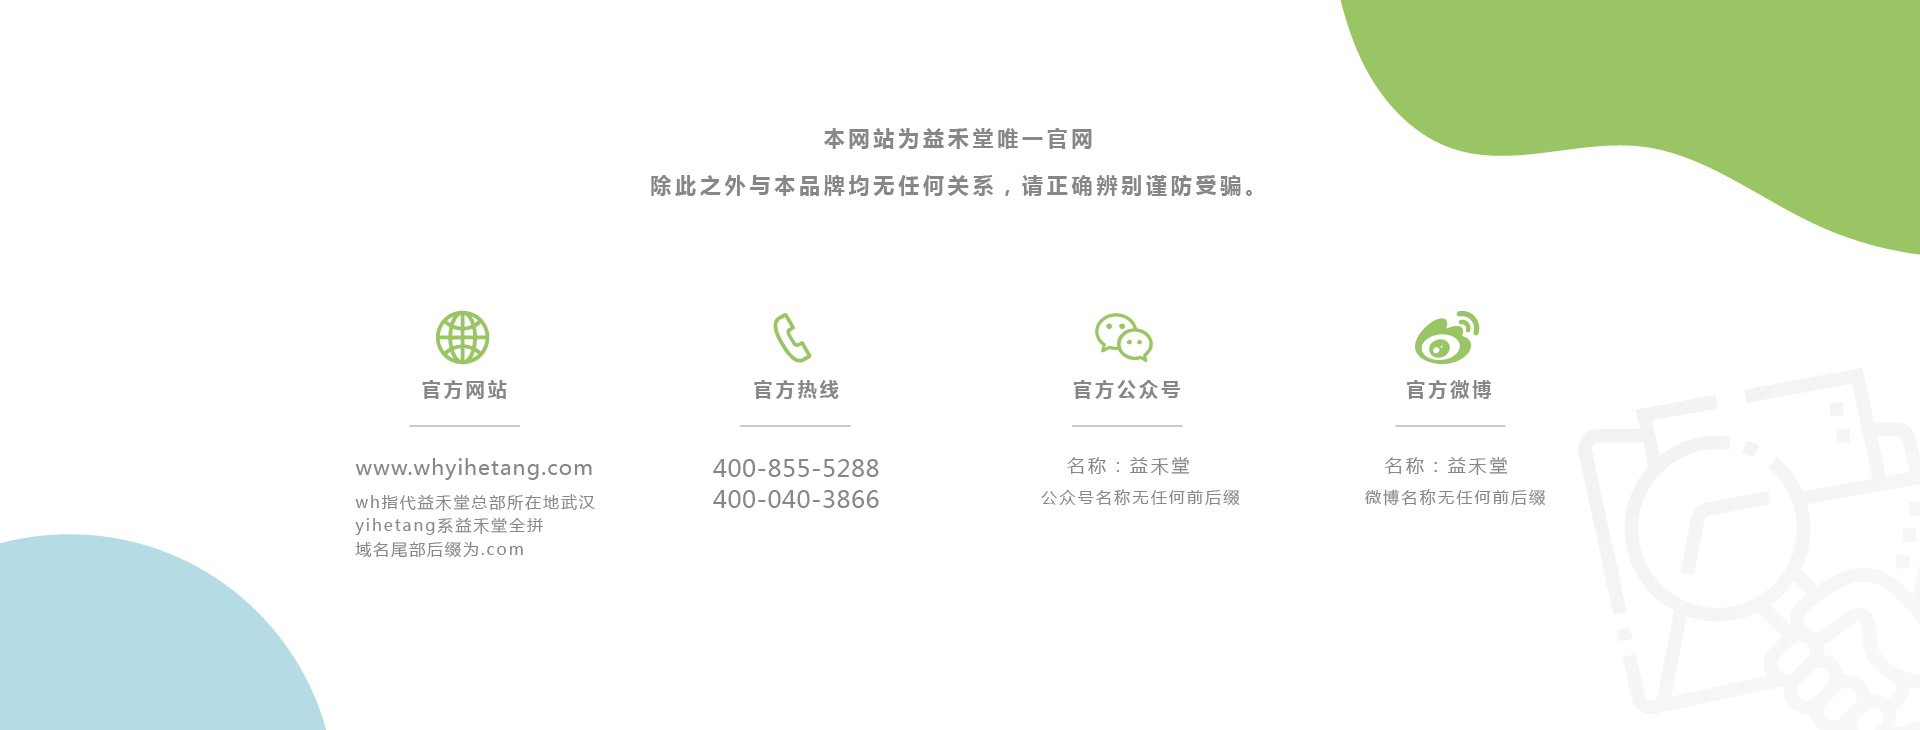 本网站为益禾堂唯一官网
除此之外与本品牌均无任何关系，请正确辨别谨防受骗。
官方网站
www.whyihetang.com
wh指代益禾堂总部所在地武汉
yihetang系益禾堂全拼
域名尾部后缀为.com
官方热线
400-855-5288
400-040-3866
官方公众号
名称：益禾堂
公众号名称无任何前后缀
官方微博
名称：益禾堂
微博名称无任何前后缀